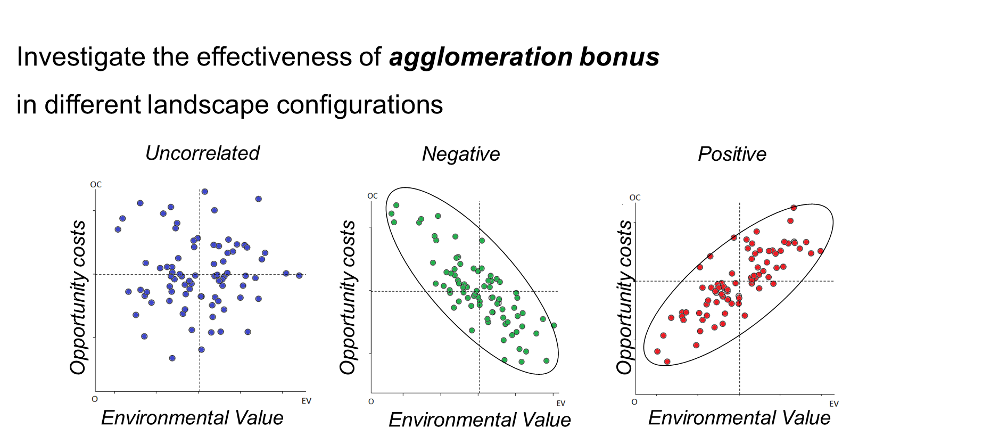 Investigate the effectiveness of agglomeration bonus
in different landscape configurations
Uncorrelated
OC
Opportunity costs
O
EV
Environmental Value
Negative
OC
Opportunity costs
O
EV
Environmental Value
Positive
OC
Opportunity costs
O
EV
Environmental Value